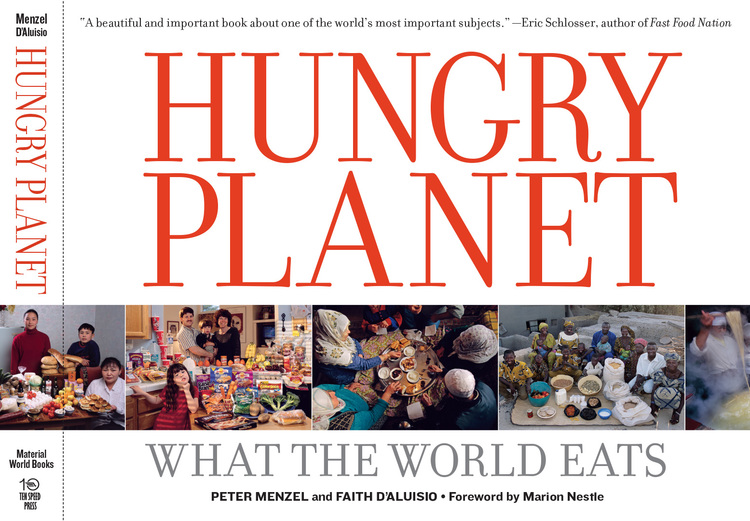 Menzel
D'Aluisio
HUNGRY PLANET
Material
World Books
10
TEN SPEED
PRESS
"A beautiful and important book about one of the world's most important subjects." —Eric Schlosser, author of Fast Food Nation
HUNGRY
PLANET
WHAT THE WORLD EATS
PETER MENZEL and FAITH D'ALUISIO • Foreword by Marion Nestle